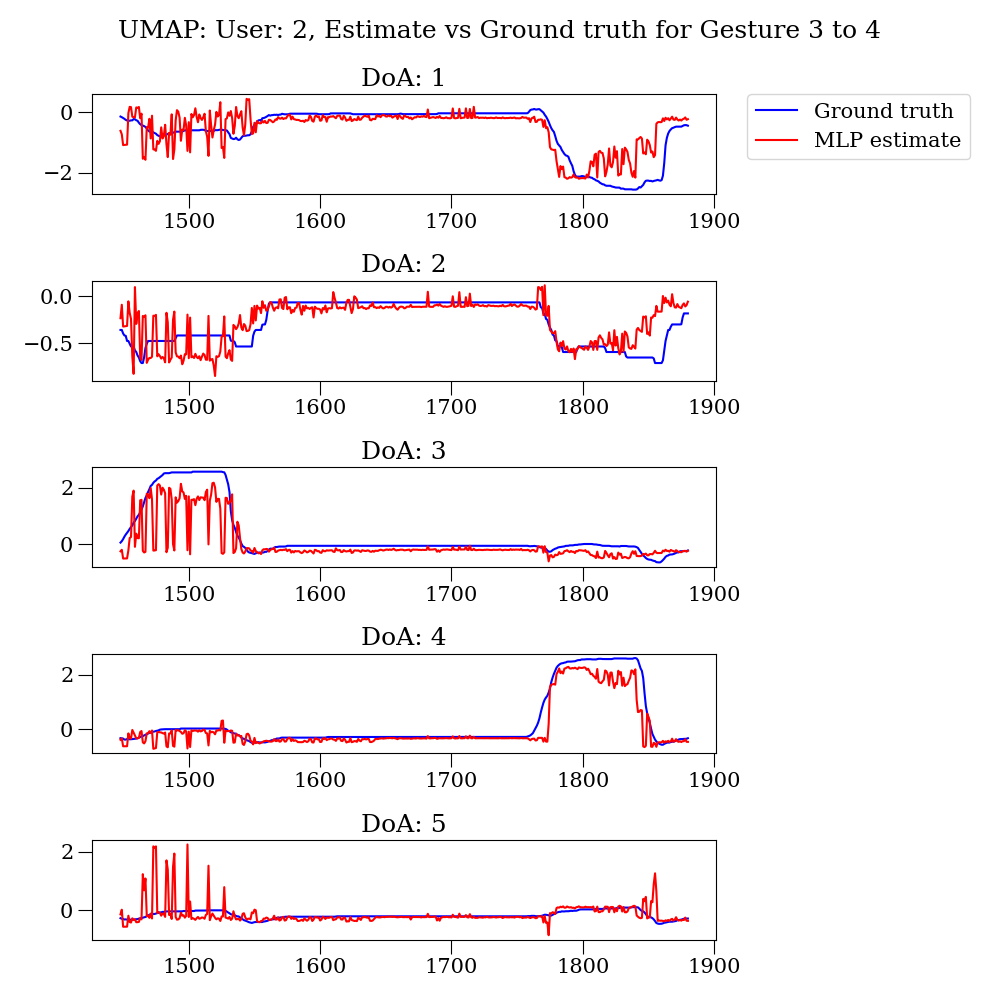 UMAP: User: 2, Estimate vs Ground truth for Gesture 3 to 4
DoA: 1
Ground truth
MLP estimate
0
−2
1500 1600 1700 1800 1900
DoA: 2
0.0
−0.5
1500 1600 1700 1800 1900
DoA: 3
2
0
1500 1600 1700 1800 1900
DoA: 4
2
0
1500 1600 1700 1800 1900
DoA: 5
2
0
1500 1600 1700 1800 1900